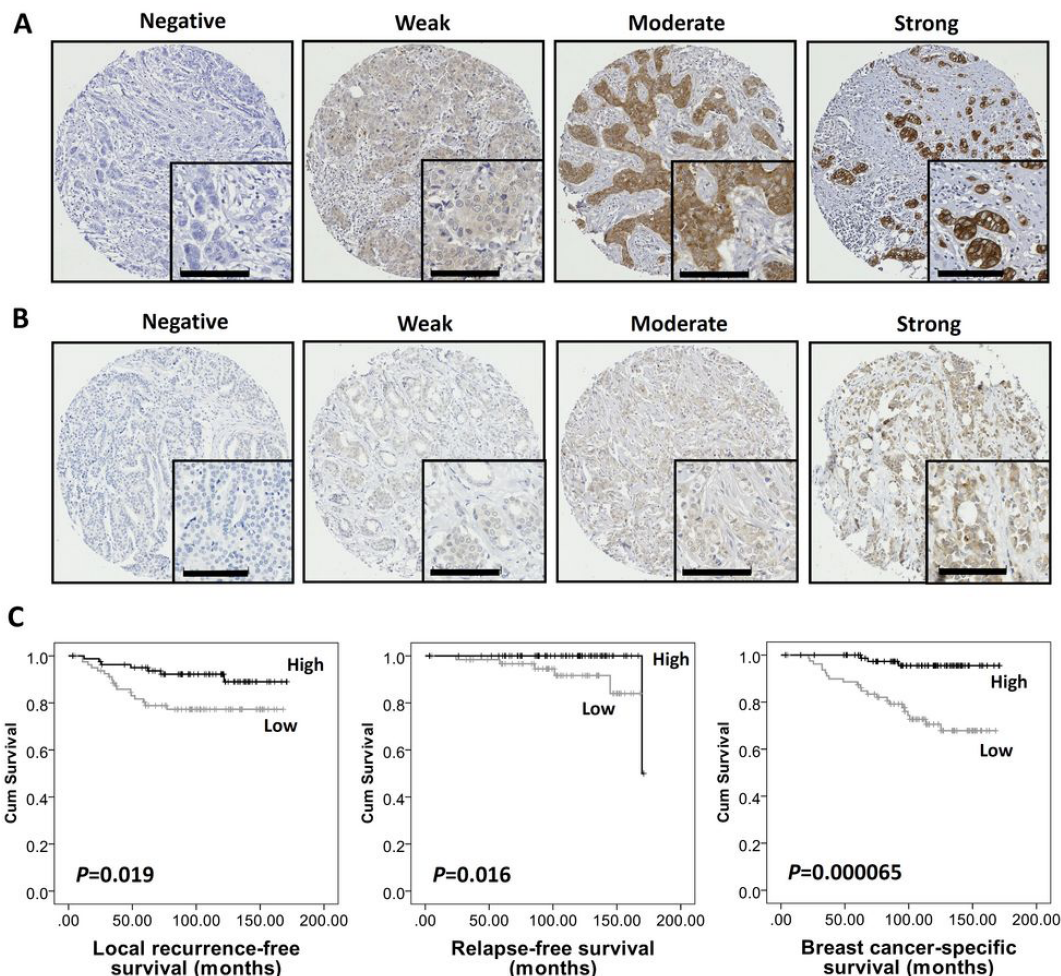 A
Negative
Weak
Moderate
Strong
B
Negative
Weak
Moderate
Strong
C
1.0
0.8
0.6
0.4
0.2
0.0
Cum Survival
High
Low
P=0.019
.00 50.00 100.00 150.00 200.00
Local recurrence-free
survival (months)
1.0
0.8
0.6
0.4
0.2
0.0
Cum Survival
High
Low
P=0.016
.00 50.00 100.00 150.00 200.00
Relapse-free survival
(months)
1.0
0.8
0.6
0.4
0.2
0.0
Cum Survival
High
Low
P=0.000065
.00 50.00 100.00 150.00 200.00
Breast cancer-specific
survival (months)